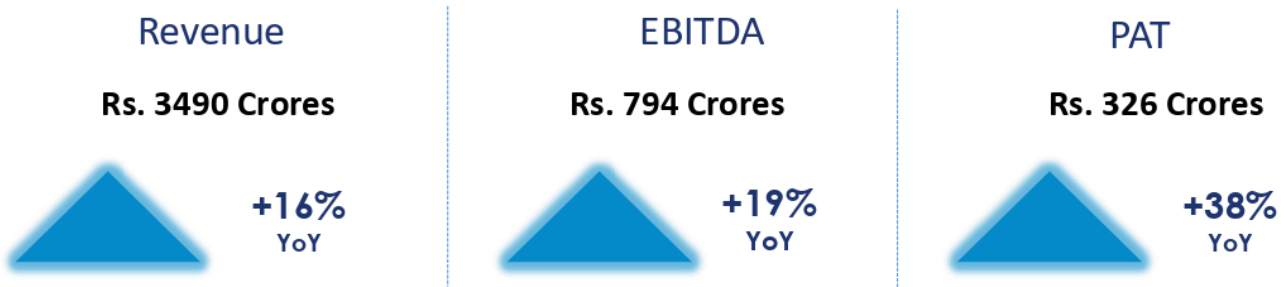 Revenue
Rs. 3490 Crores
+16%
YoY
EBITDA
Rs. 794 Crores
+19%
YoY
PAT
Rs. 326 Crores
+38%
YoY